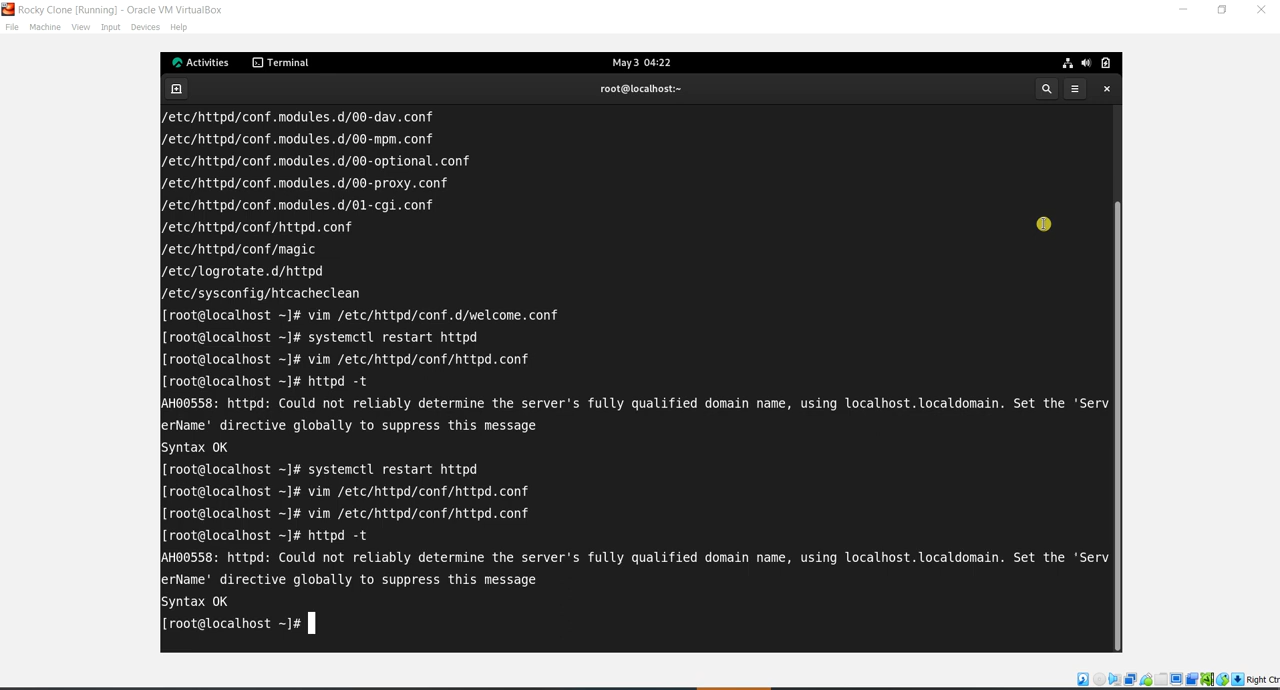 Rocky Clone [Running] - Oracle VM VirtualBox
File Machine View Input Devices Help
Activities Terminal May 3 04:22
root@localhost:~
/etc/httpd/conf.modules.d/00-dav.conf
/etc/httpd/conf.modules.d/00-mpm.conf
/etc/httpd/conf.modules.d/00-optional.conf
/etc/httpd/conf.modules.d/00-proxy.conf
/etc/httpd/conf.modules.d/01-cgi.conf
/etc/httpd/conf/httpd.conf
/etc/httpd/conf/magic
/etc/logrotate.d/httpd
/etc/sysconfig/htcacheclean
[root@localhost ~]# vim /etc/httpd/conf.d/welcome.conf
[root@localhost ~]# systemctl restart httpd
[root@localhost ~]# vim /etc/httpd/conf/httpd.conf
[root@localhost ~]# httpd -t
AH00558: httpd: Could not reliably determine the server's fully qualified domain name, using localhost.localdomain. Set the 'Serv
erName' directive globally to suppress this message
Syntax OK
[root@localhost ~]# systemctl restart httpd
[root@localhost ~]# vim /etc/httpd/conf/httpd.conf
[root@localhost ~]# vim /etc/httpd/conf/httpd.conf
[root@localhost ~]# httpd -t
AH00558: httpd: Could not reliably determine the server's fully qualified domain name, using localhost.localdomain. Set the 'Serv
erName' directive globally to suppress this message
Syntax OK
[root@localhost ~]#
Right Ctr